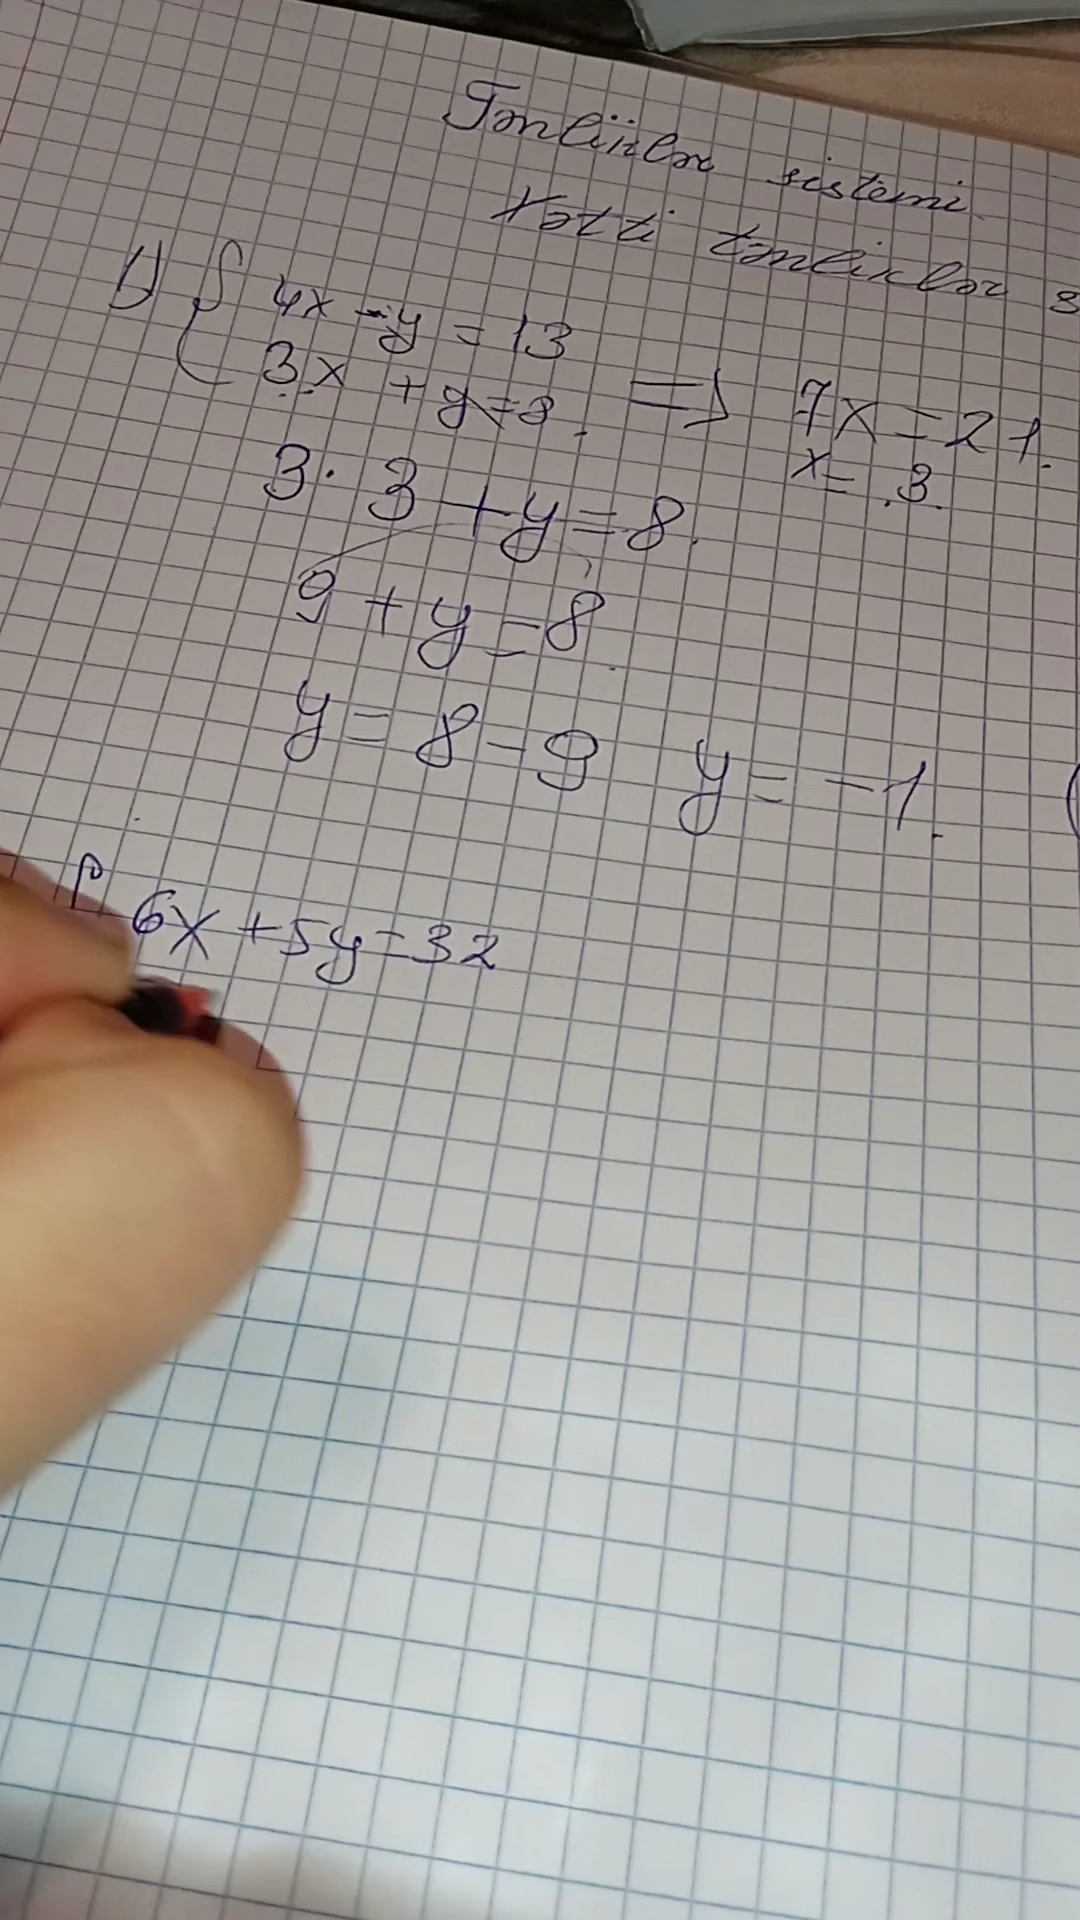 Tənliklər sistemi
Xətti tənliklər s
1) { 4x - y = 13
3x + y = 8. => 7x = 21.
x = 3.
3 · 3 + y = 8.
9 + y = 8.
y = 8 - 9 y = -1. (
{ 6x + 5y = 32